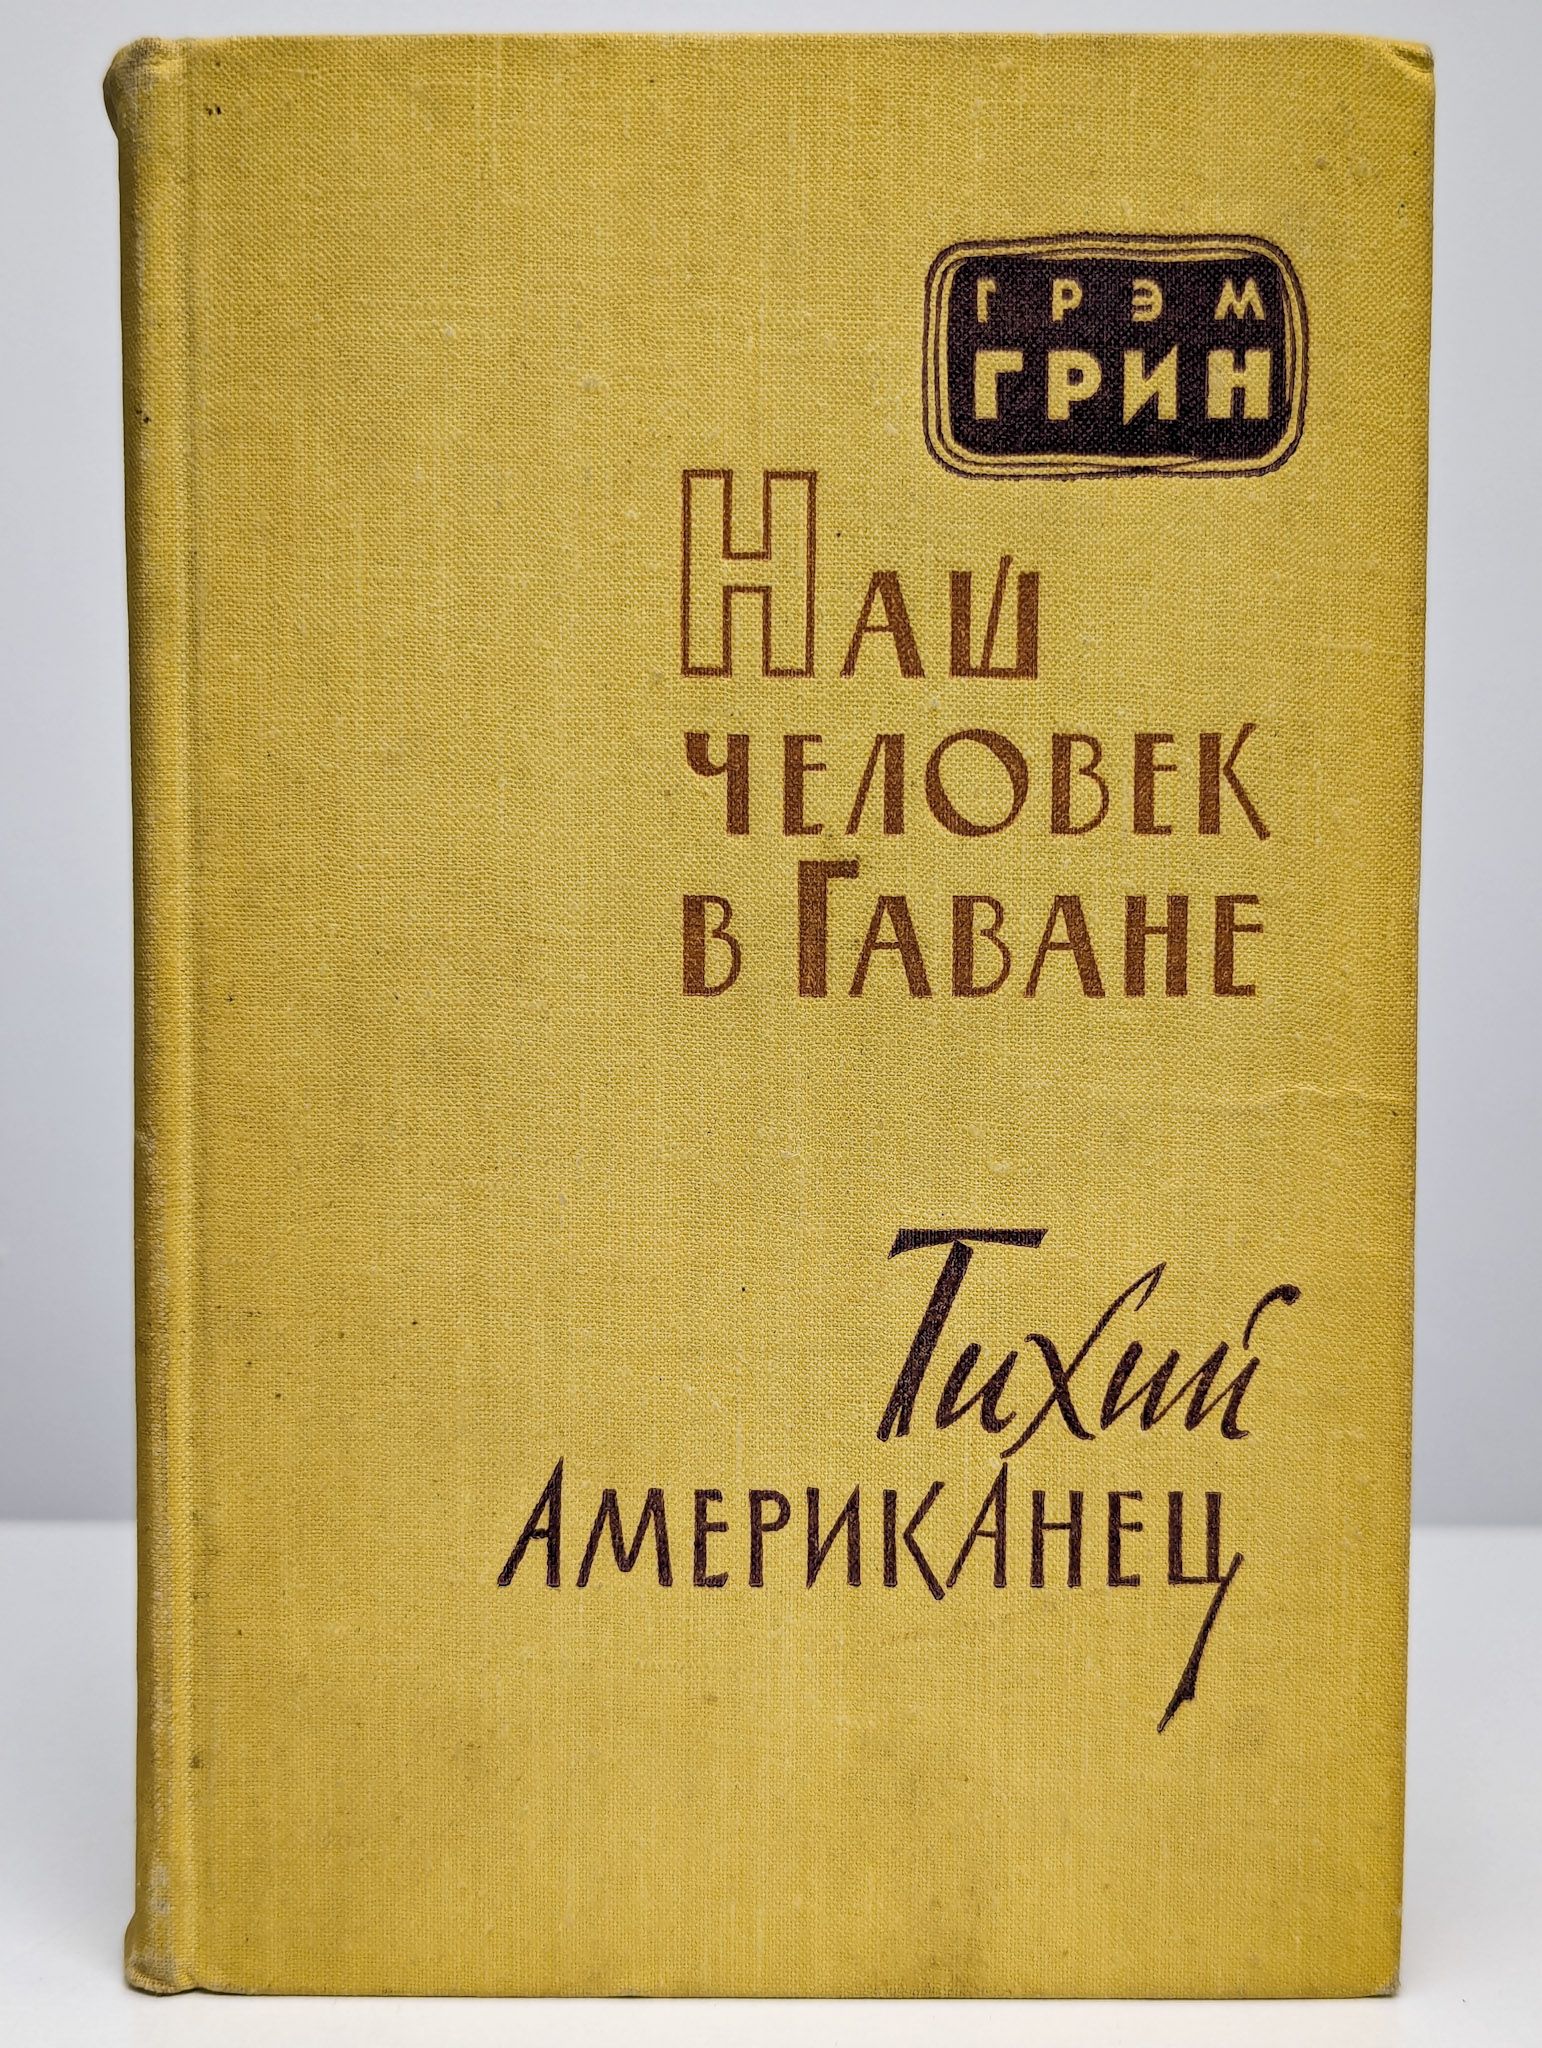 ГРЭМ
ГРИН
НАШ
ЧЕЛОВЕК
В ГАВАНЕ
Тихий
АМЕРИКАНЕЦ